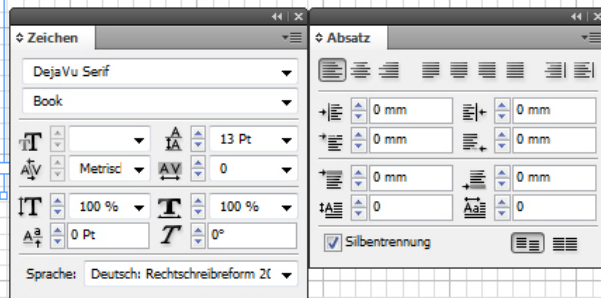 Zeichen
DejaVu Serif
Book
13 Pt
Metrisc
0
100 %
100 %
0 Pt
0°
Sprache: Deutsch: Rechtschreibreform 20
Absatz
0 mm
0 mm
0 mm
0 mm
0 mm
0 mm
0
0
Silbentrennung